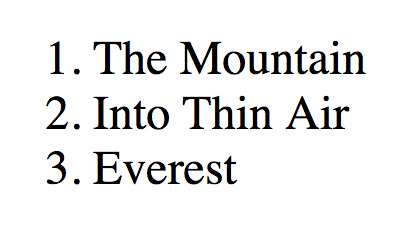 1. The Mountain
2. Into Thin Air
3. Everest